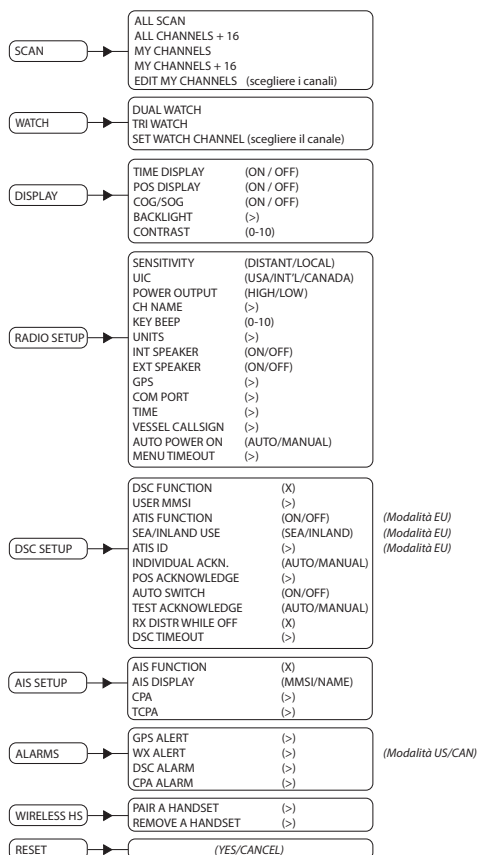 SCAN
ALL SCAN
ALL CHANNELS + 16
MY CHANNELS
MY CHANNELS + 16
EDIT MY CHANNELS (scegliere i canali)
WATCH
DUAL WATCH
TRI WATCH
SET WATCH CHANNEL (scegliere il canale)
DISPLAY
TIME DISPLAY (ON / OFF)
POS DISPLAY (ON / OFF)
COG/SOG (ON / OFF)
BACKLIGHT (>)
CONTRAST (0-10)
RADIO SETUP
SENSITIVITY (DISTANT/LOCAL)
UIC (USA/INT'L/CANADA)
POWER OUTPUT (HIGH/LOW)
CH NAME (>)
KEY BEEP (0-10)
UNITS (>)
INT SPEAKER (ON/OFF)
EXT SPEAKER (ON/OFF)
GPS (>)
COM PORT (>)
TIME (>)
VESSEL CALLSIGN (>)
AUTO POWER ON (AUTO/MANUAL)
MENU TIMEOUT (>)
DSC SETUP
DSC FUNCTION (X)
USER MMSI (>)
ATIS FUNCTION (ON/OFF) (Modalità EU)
SEA/INLAND USE (SEA/INLAND) (Modalità EU)
ATIS ID (>) (Modalità EU)
INDIVIDUAL ACKN. (AUTO/MANUAL)
POS ACKNOWLEDGE (>)
AUTO SWITCH (ON/OFF)
TEST ACKNOWLEDGE (AUTO/MANUAL)
RX DISTR WHILE OFF (X)
DSC TIMEOUT (>)
AIS SETUP
AIS FUNCTION (X)
AIS DISPLAY (MMSI/NAME)
CPA (>)
TCPA (>)
ALARMS
GPS ALERT (>)
WX ALERT (>) (Modalità US/CAN)
DSC ALARM (>)
CPA ALARM (>)
WIRELESS HS
PAIR A HANDSET (>)
REMOVE A HANDSET (>)
RESET
(YES/CANCEL)